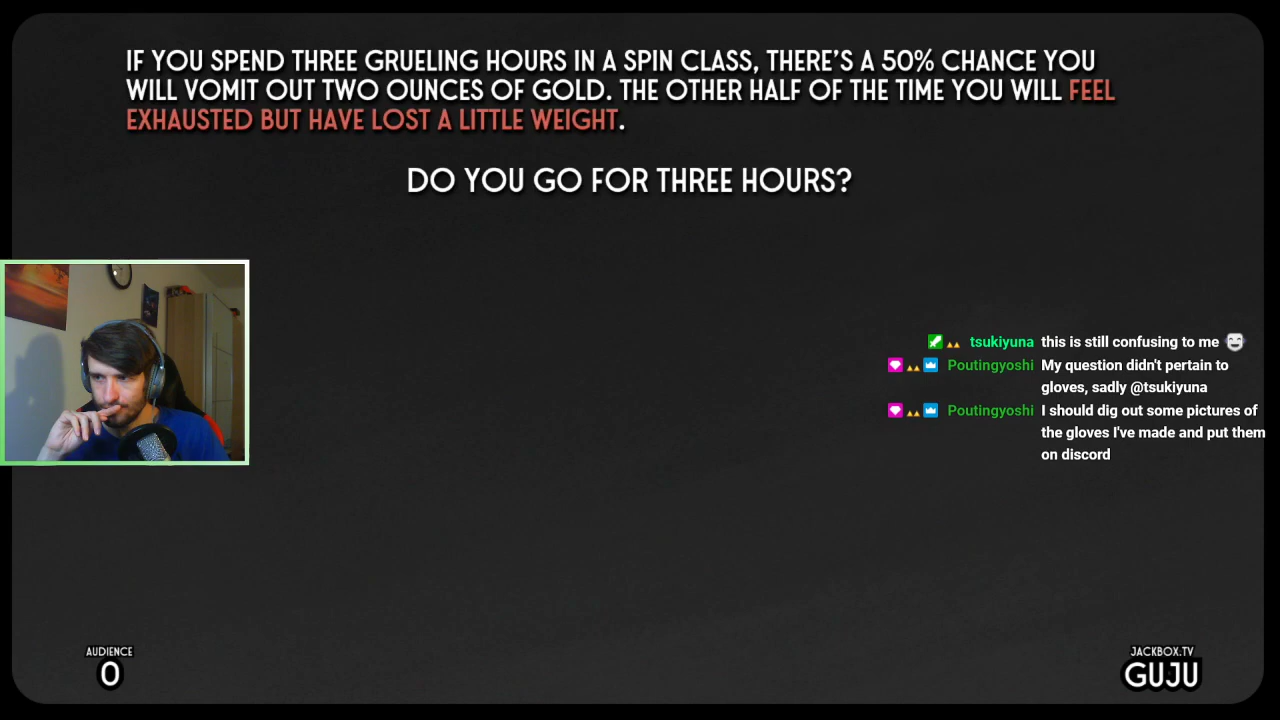 IF YOU SPEND THREE GRUELING HOURS IN A SPIN CLASS, THERE'S A 50% CHANCE YOU
WILL VOMIT OUT TWO OUNCES OF GOLD. THE OTHER HALF OF THE TIME YOU WILL FEEL
EXHAUSTED BUT HAVE LOST A LITTLE WEIGHT.
DO YOU GO FOR THREE HOURS?
tsukiyuna this is still confusing to me
Poutingyoshi My question didn't pertain to
gloves, sadly @tsukiyuna
Poutingyoshi I should dig out some pictures of
the gloves I've made and put them
on discord
AUDIENCE
0
JACKBOX.TV
GUJU